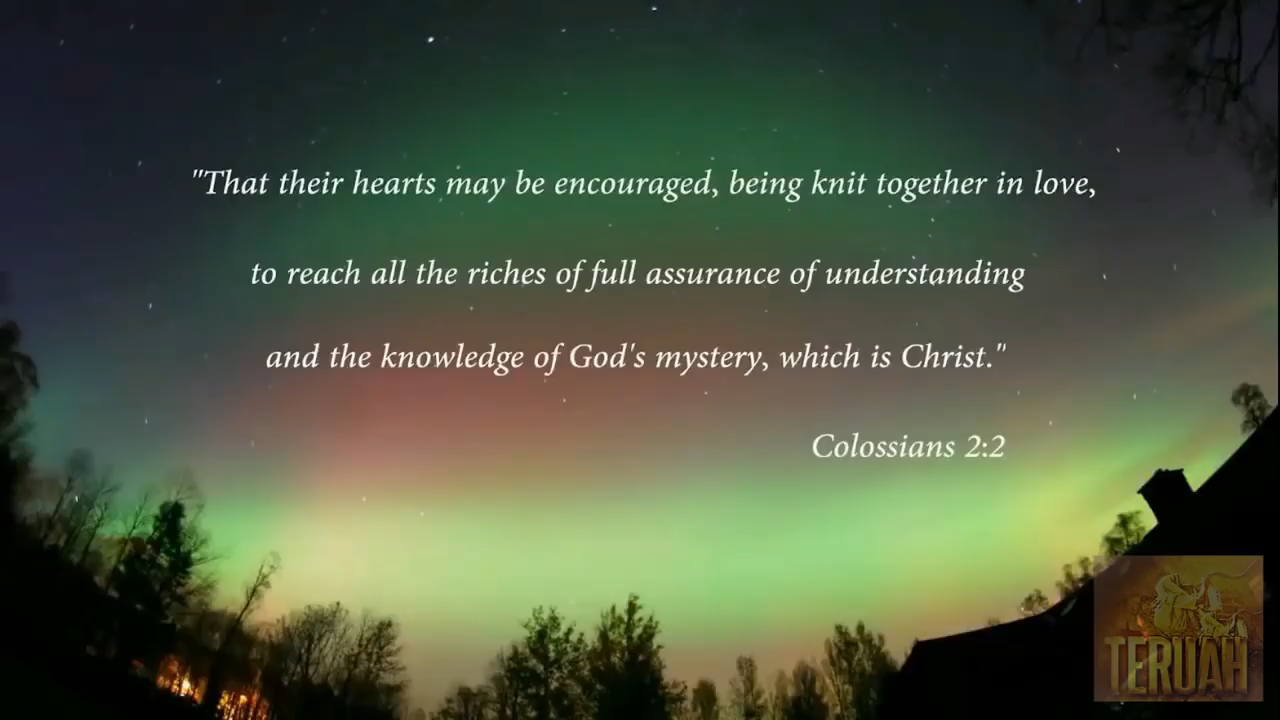 "That their hearts may be encouraged, being knit together in love,
to reach all the riches of full assurance of understanding
and the knowledge of God's mystery, which is Christ."
Colossians 2:2
TERUAH